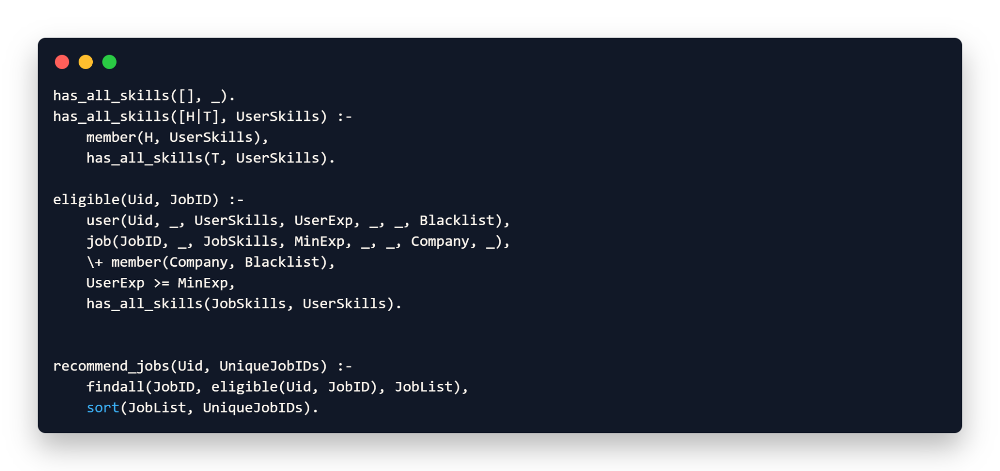 has_all_skills([], _).
has_all_skills([H|T], UserSkills) :-
    member(H, UserSkills),
    has_all_skills(T, UserSkills).

eligible(Uid, JobID) :-
    user(Uid, _, UserSkills, UserExp, _, _, Blacklist),
    job(JobID, _, JobSkills, MinExp, _, _, Company, _),
    \+ member(Company, Blacklist),
    UserExp >= MinExp,
    has_all_skills(JobSkills, UserSkills).


recommend_jobs(Uid, UniqueJobIDs) :-
    findall(JobID, eligible(Uid, JobID), JobList),
    sort(JobList, UniqueJobIDs).